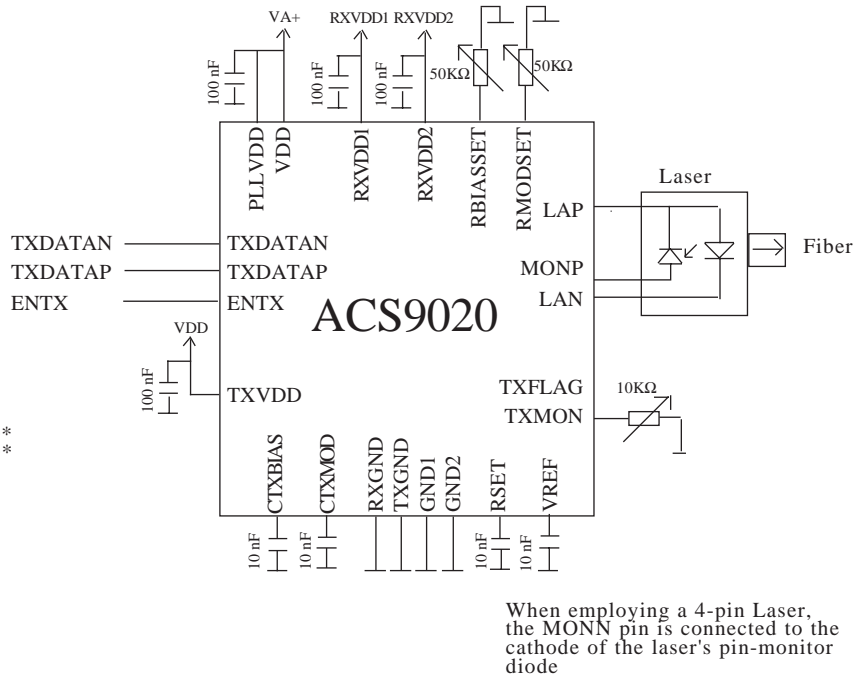 VA+
RXVDD1
RXVDD2
100 nF
100 nF
100 nF
50KΩ
50KΩ
PLLVDD
VDD
RXVDD1
RXVDD2
RBIASSET
RMODSET
Laser
LAP
TXDATAN
TXDATAN
Fiber
TXDATAP
TXDATAP
MONP
ENTX
ENTX
LAN
ACS9020
VDD
100 nF
TXVDD
TXFLAG
10KΩ
TXMON
*
*
CTXBIAS
CTXMOD
RXGND
TXGND
GND1
GND2
RSET
VREF
10 nF
10 nF
10 nF
10 nF
When employing a 4-pin Laser,
the MONN pin is connected to the
cathode of the laser's pin-monitor
diode